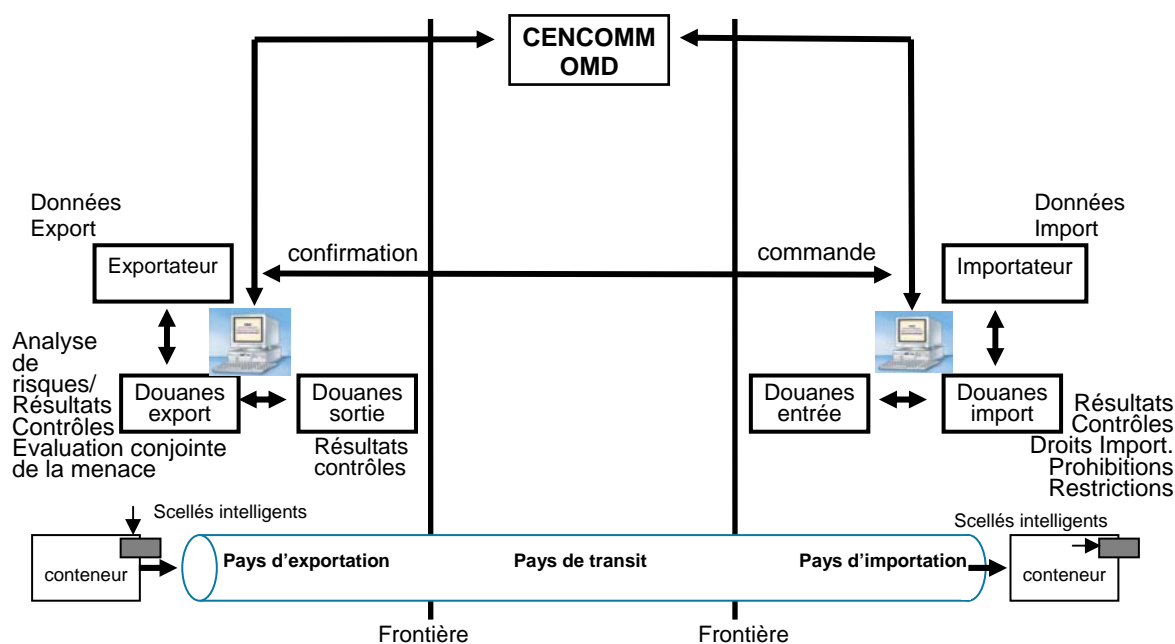 CENCOMM
OMD
Données
Export
Données
Import
confirmation
commande
Exportateur
Importateur
Analyse
de
risques/
Résultats
Contrôles
Evaluation conjointe
de la menace
Douanes
export
Douanes
sortie
Résultats
contrôles
Douanes
entrée
Douanes
import
Résultats
Contrôles
Droits Import.
Prohibitions
Restrictions
Scellés intelligents
Scellés intelligents
conteneur
Pays d’exportation
Pays de transit
Pays d’importation
conteneur
Frontière
Frontière